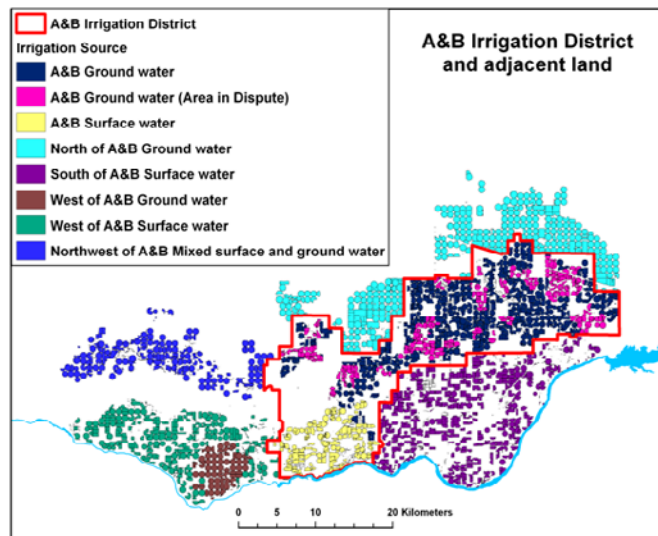 A&B Irrigation District
Irrigation Source
A&B Ground water
A&B Ground water (Area in Dispute)
A&B Surface water
North of A&B Ground water
South of A&B Surface water
West of A&B Ground water
West of A&B Surface water
Northwest of A&B Mixed surface and ground water
A&B Irrigation District
and adjacent land
0 5 10 20 Kilometers